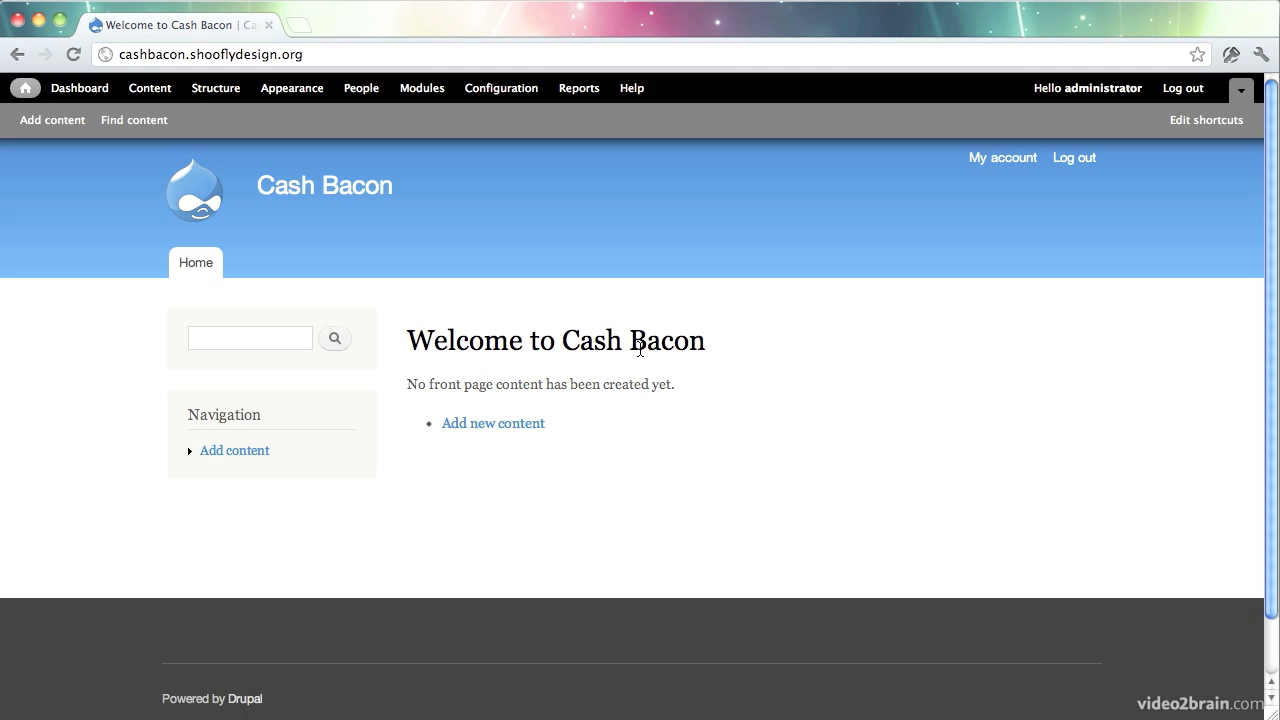 Welcome to Cash Bacon | Ca
cashbacon.shooflydesign.org
Dashboard Content Structure Appearance People Modules Configuration Reports Help Hello administrator Log out
Add content Find content Edit shortcuts
My account Log out
Cash Bacon
Home
Welcome to Cash Bacon
No front page content has been created yet.
Add new content
Navigation
Add content
Powered by Drupal
video2brain.com